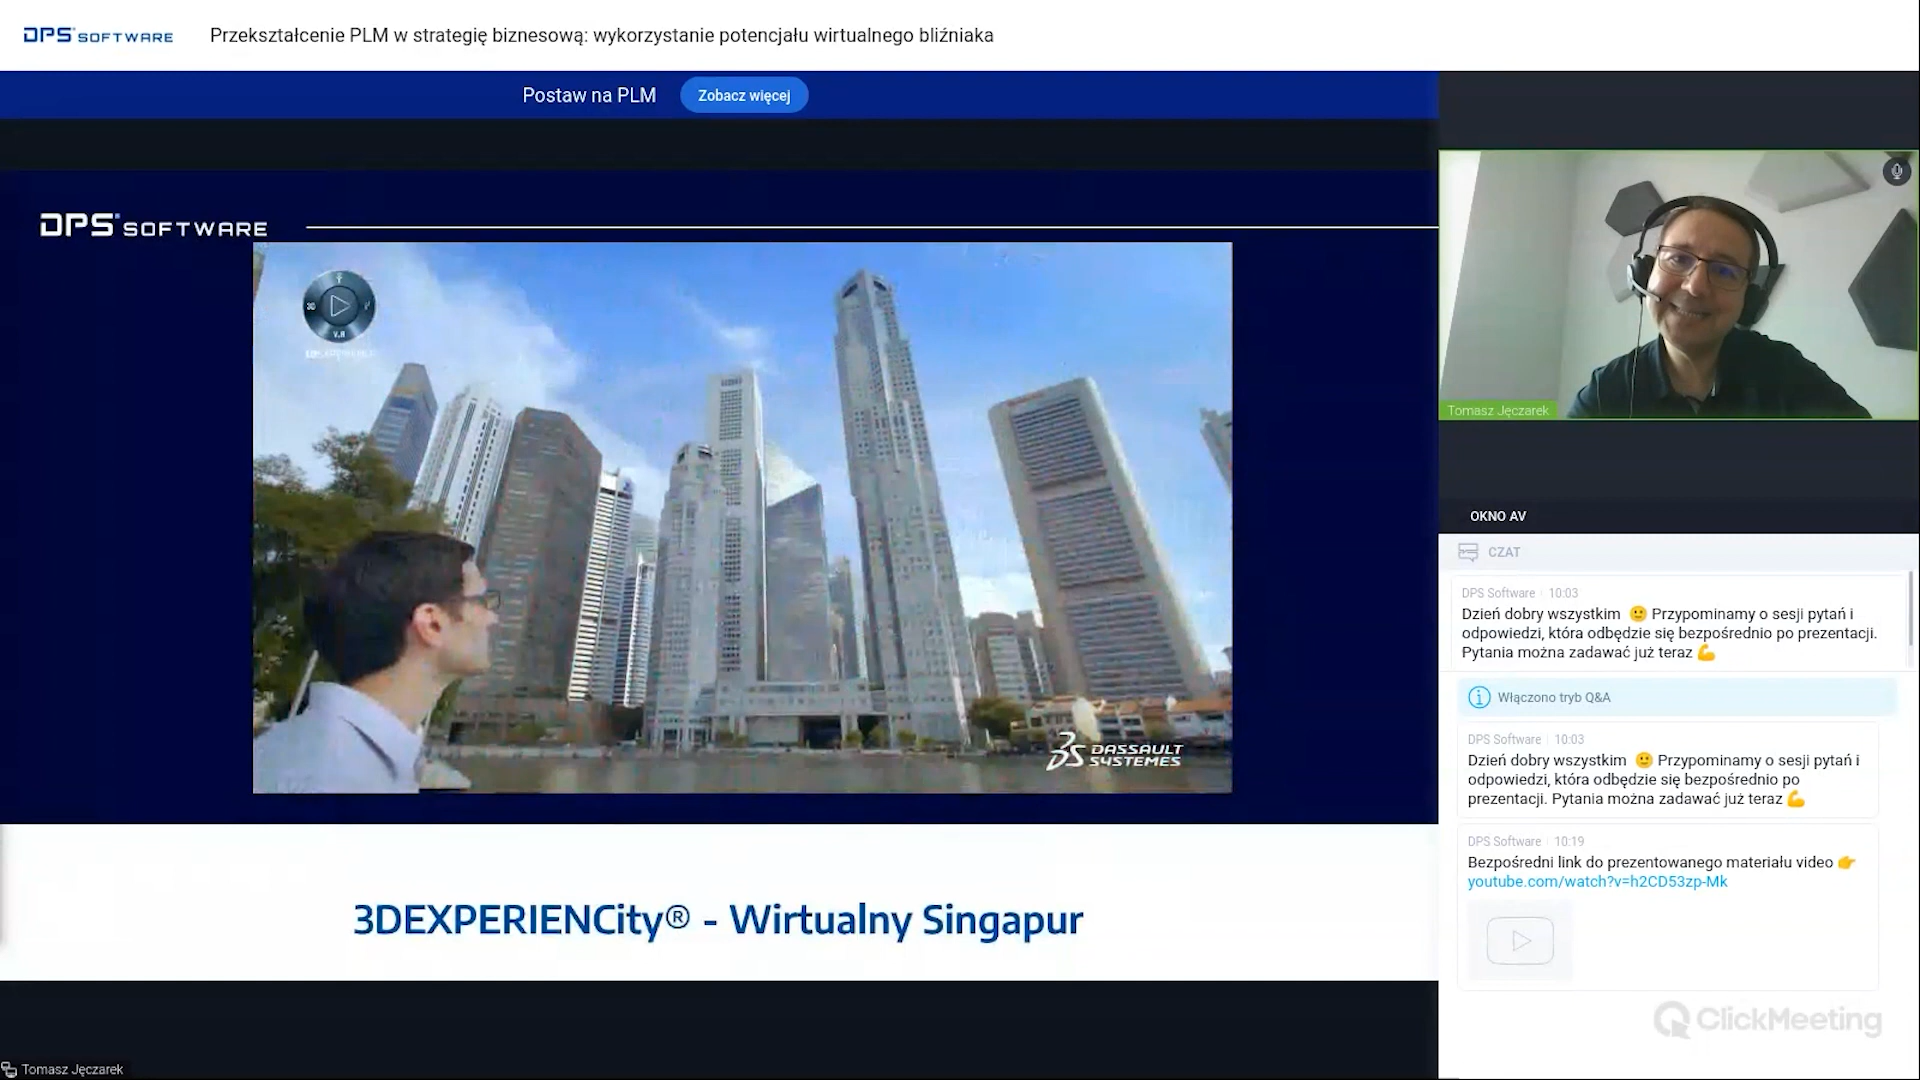 DPS SOFTWARE
Przekształcenie PLM w strategię biznesową: wykorzystanie potencjału wirtualnego bliźniaka
Postaw na PLM
Zobacz więcej
DPS SOFTWARE
3D
V.R
3DEXPERIENCE
DASSAULT
SYSTEMES
3DEXPERIENCity® - Wirtualny Singapur
Tomasz Jęczarek
Tomasz Jęczarek
OKNO AV
CZAT
DPS Software 10:03
Dzień dobry wszystkim 🙂 Przypominamy o sesji pytań i
odpowiedzi, która odbędzie się bezpośrednio po prezentacji.
Pytania można zadawać już teraz 💪
Włączono tryb Q&A
DPS Software 10:03
Dzień dobry wszystkim 🙂 Przypominamy o sesji pytań i
odpowiedzi, która odbędzie się bezpośrednio po
prezentacji. Pytania można zadawać już teraz 💪
DPS Software 10:19
Bezpośredni link do prezentowanego materiału video 👉
youtube.com/watch?v=h2CD53zp-Mk
ClickMeeting